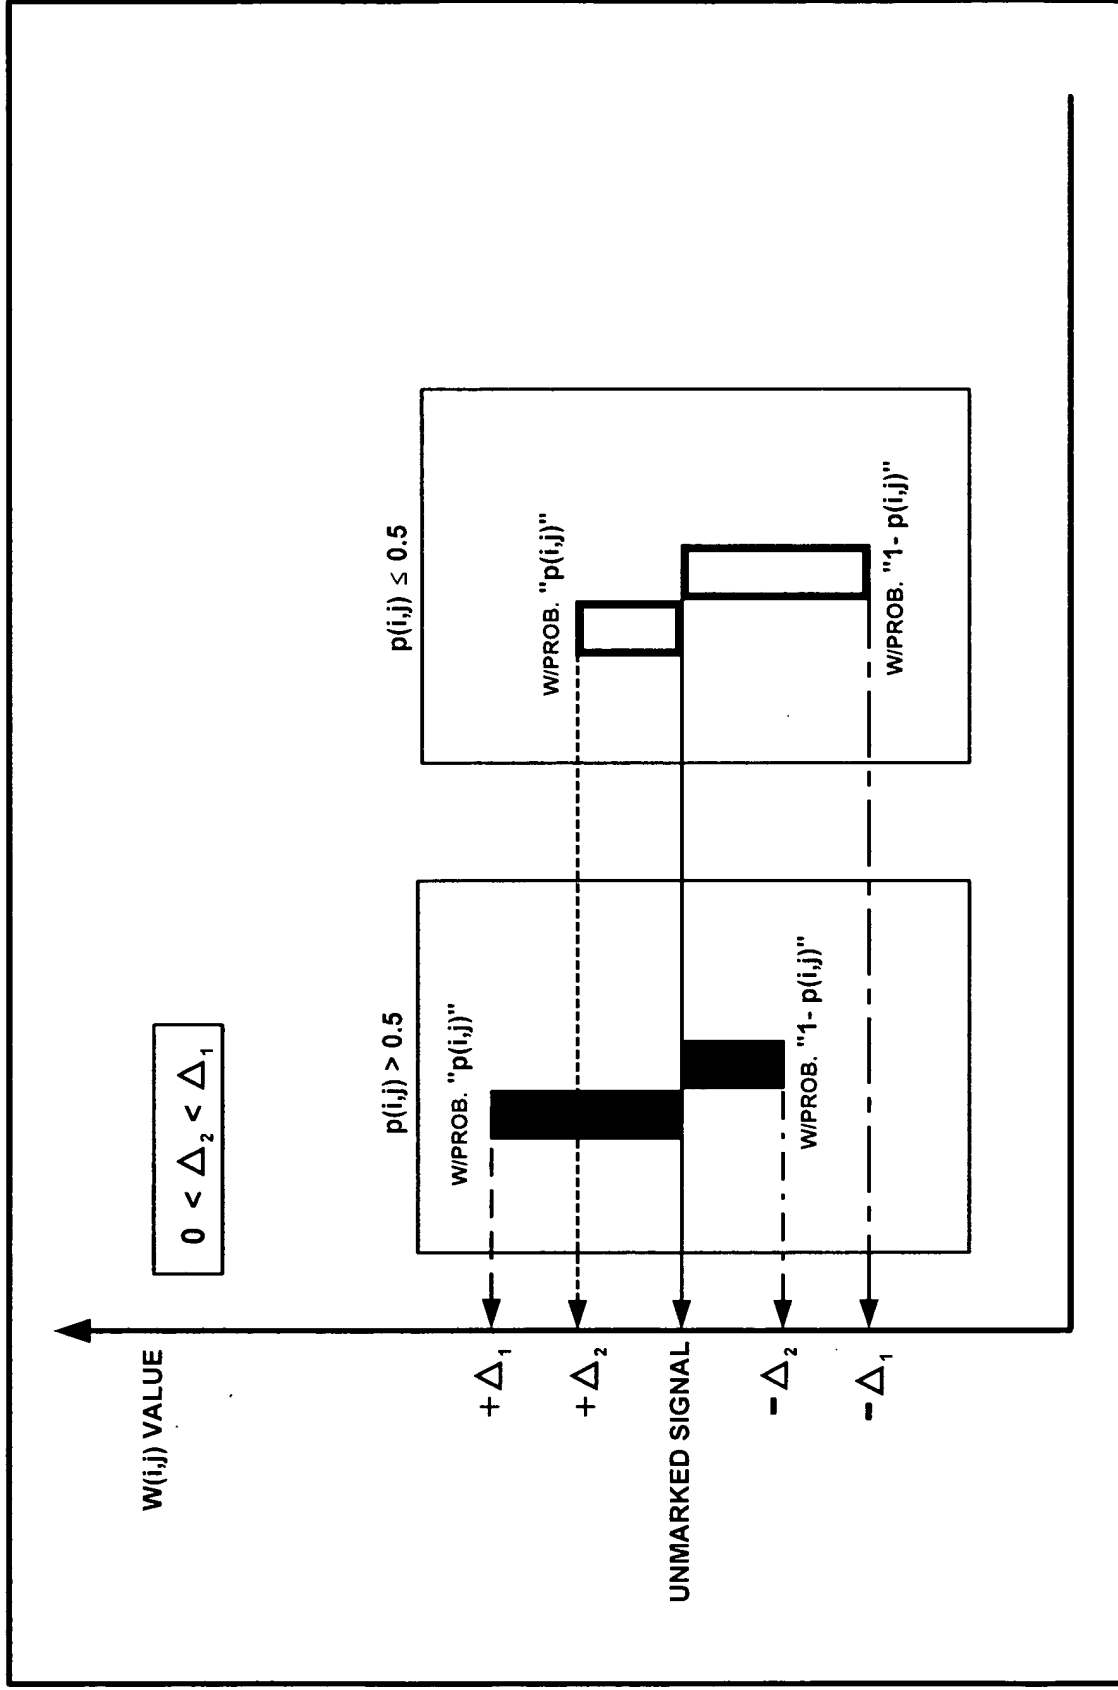 W(i,j) VALUE
0 < Δ₂ < Δ₁
p(i,j) > 0.5
p(i,j) ≤ 0.5
W/PROB. "p(i,j)"
W/PROB. "p(i,j)"
+Δ₁
+Δ₂
UNMARKED SIGNAL
-Δ₂
-Δ₁
W/PROB. "1- p(i,j)"
W/PROB. "1- p(i,j)"